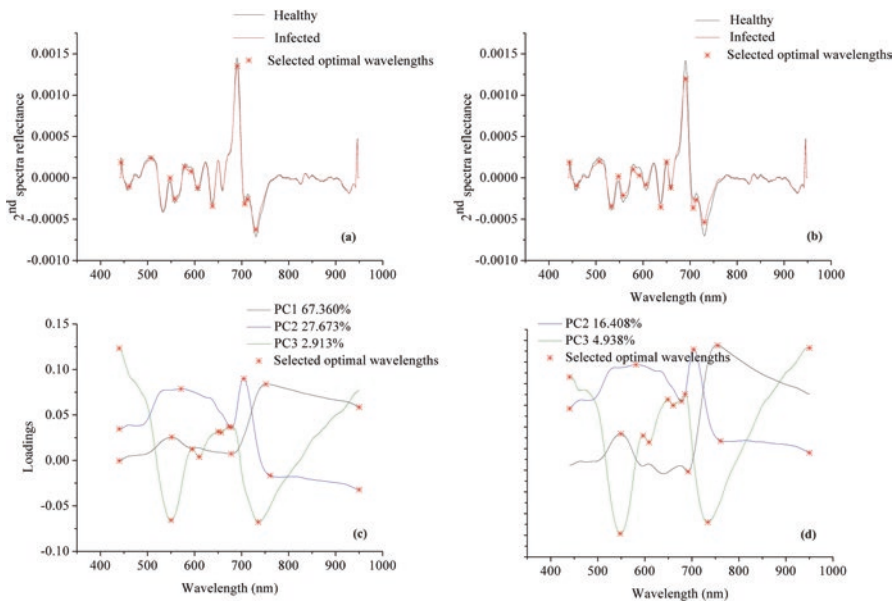 Healthy
Infected
Selected optimal wavelengths
0.0015
0.0010
0.0005
0.0000
-0.0005
-0.0010
2nd spectra reflectance
(a)
400 500 600 700 800 900 1000
Wavelength (nm)
Healthy
Infected
Selected optimal wavelengths
0.0015
0.0010
0.0005
0.0000
-0.0005
-0.0010
2nd spectra reflectance
(b)
400 500 600 700 800 900 1000
Wavelength (nm)
PC1 67.360%
PC2 27.673%
PC3 2.913%
Selected optimal wavelengths
0.15
0.10
0.05
0.00
-0.05
-0.10
Loadings
(c)
400 500 600 700 800 900 1000
Wavelength (nm)
PC2 16.408%
PC3 4.938%
Selected optimal wavelengths
(d)
400 500 600 700 800 900 1000
Wavelength (nm)